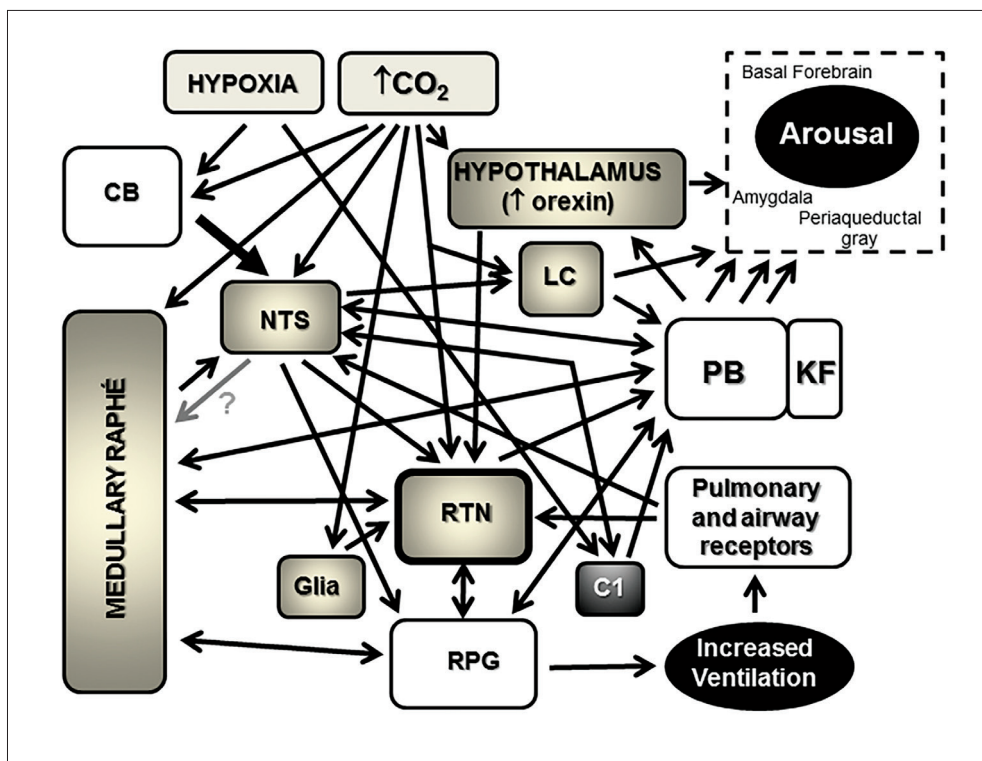 HYPOXIA
↑CO₂
Basal Forebrain
Arousal
Amygdala
Periaqueductal
gray
CB
HYPOTHALAMUS
(↑ orexin)
LC
NTS
?
PB
KF
MEDULLARY RAPHÉ
RTN
Pulmonary
and airway
receptors
Glia
C1
RPG
Increased
Ventilation